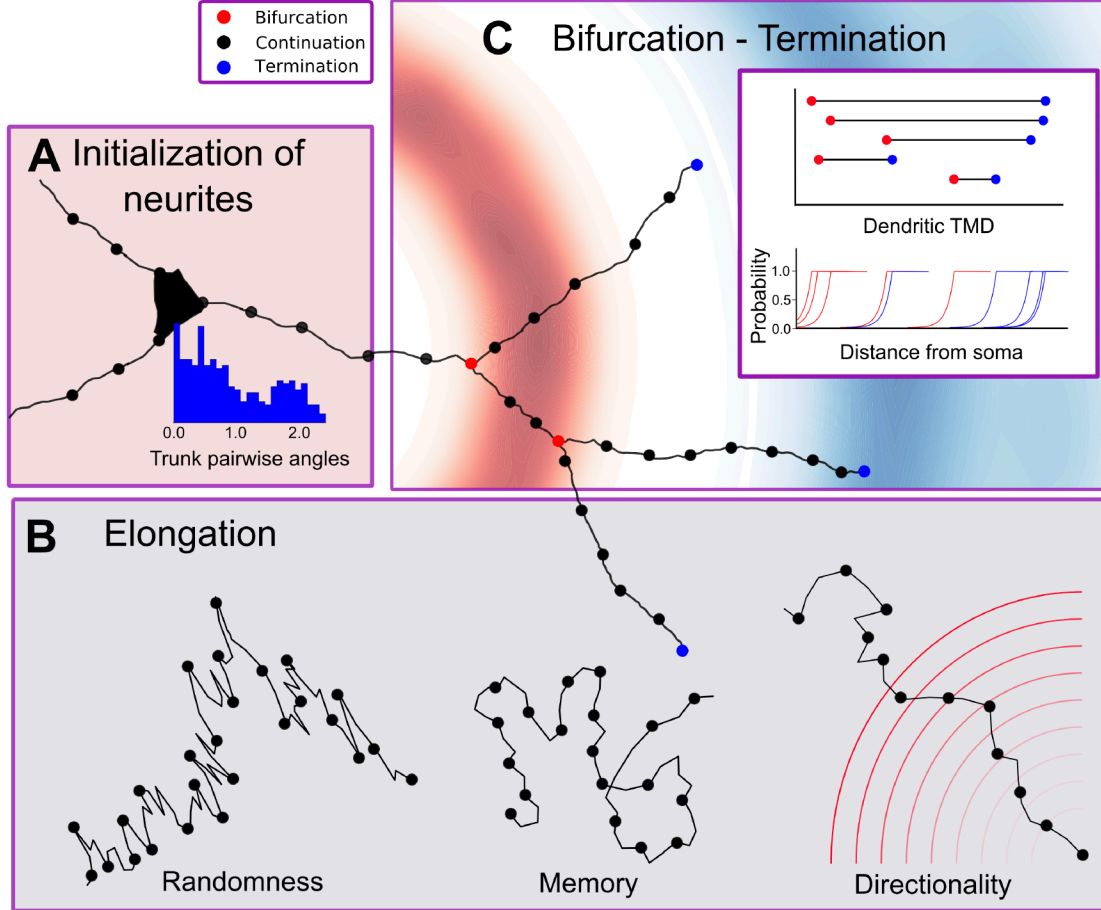 Bifurcation
Continuation
Termination
C Bifurcation - Termination
A Initialization of
neurites
Dendritic TMD
Probability
1.0
0.5
0.0
Distance from soma
0.0 1.0 2.0
Trunk pairwise angles
B Elongation
Randomness
Memory
Directionality